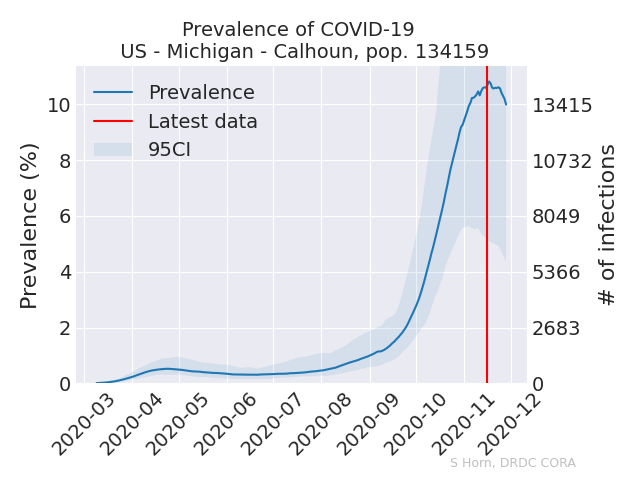 Prevalence of COVID-19
US - Michigan - Calhoun, pop. 134159
Prevalence
Latest data
95CI
Prevalence (%)
10
8
6
4
2
0
13415
10732
8049
5366
2683
0
# of infections
2020-03
2020-04
2020-05
2020-06
2020-07
2020-08
2020-09
2020-10
2020-11
2020-12
S Horn, DRDC CORA